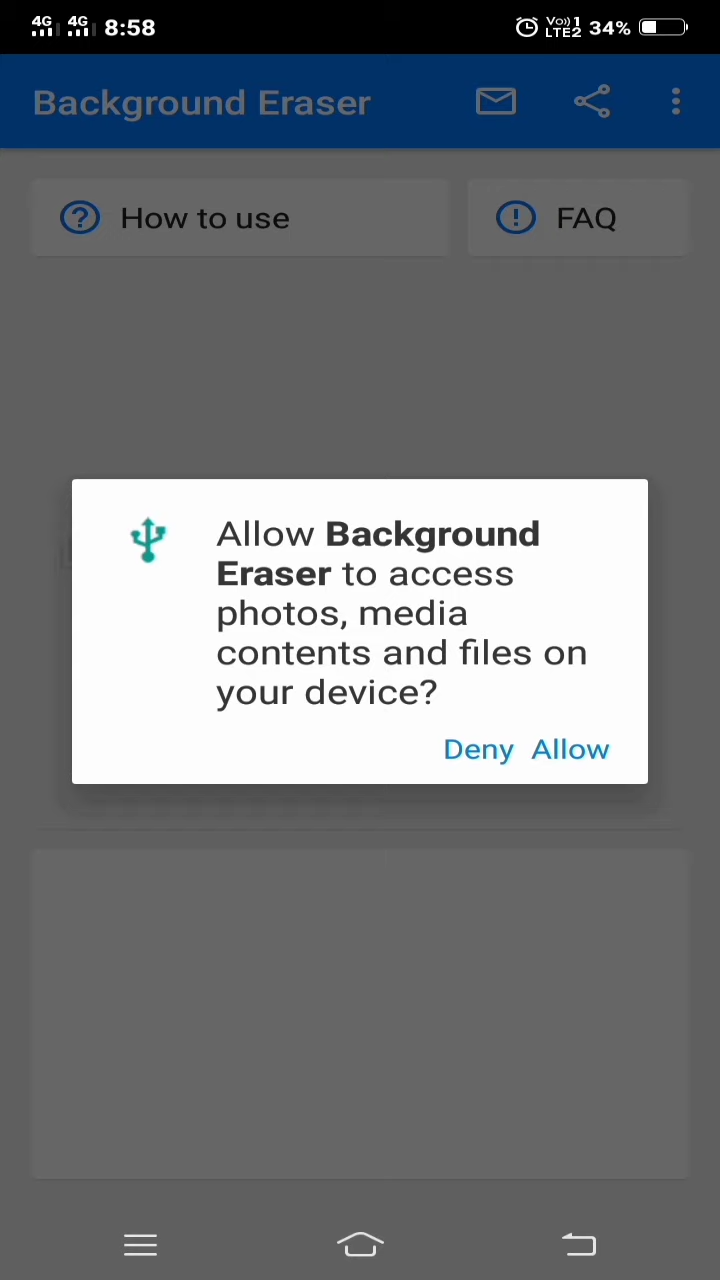 4G 4G 8:58 Vo)) 1 LTE2 34%
Background Eraser
How to use FAQ
Allow Background
Eraser to access
photos, media
contents and files on
your device?
Deny Allow